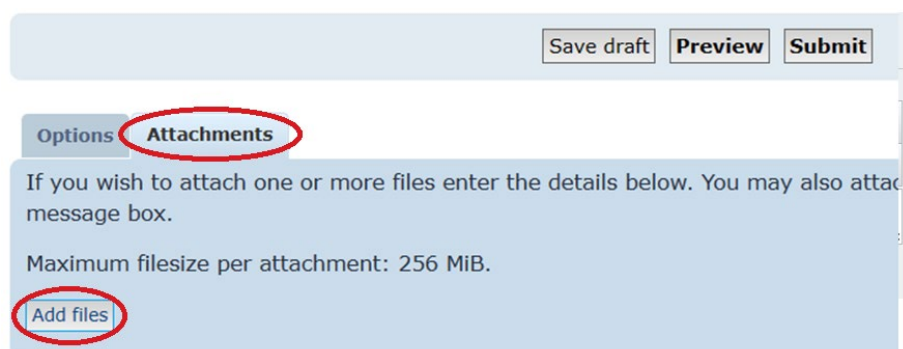 Save draft Preview Submit
Options Attachments
If you wish to attach one or more files enter the details below. You may also
message box.
Maximum filesize per attachment: 256 MiB.
Add files